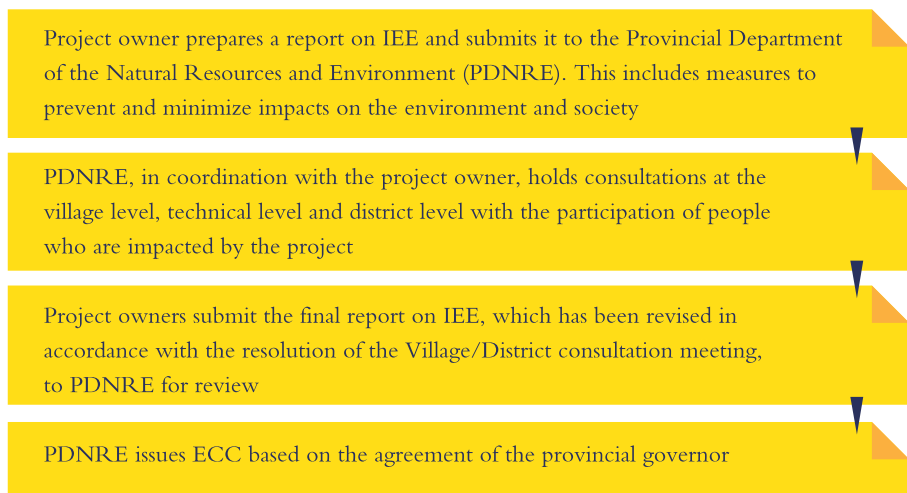 Project owner prepares a report on IEE and submits it to the Provincial Department
of the Natural Resources and Environment (PDNRE). This includes measures to
prevent and minimize impacts on the environment and society
PDNRE, in coordination with the project owner, holds consultations at the
village level, technical level and district level with the participation of people
who are impacted by the project
Project owners submit the final report on IEE, which has been revised in
accordance with the resolution of the Village/District consultation meeting,
to PDNRE for review
PDNRE issues ECC based on the agreement of the provincial governor